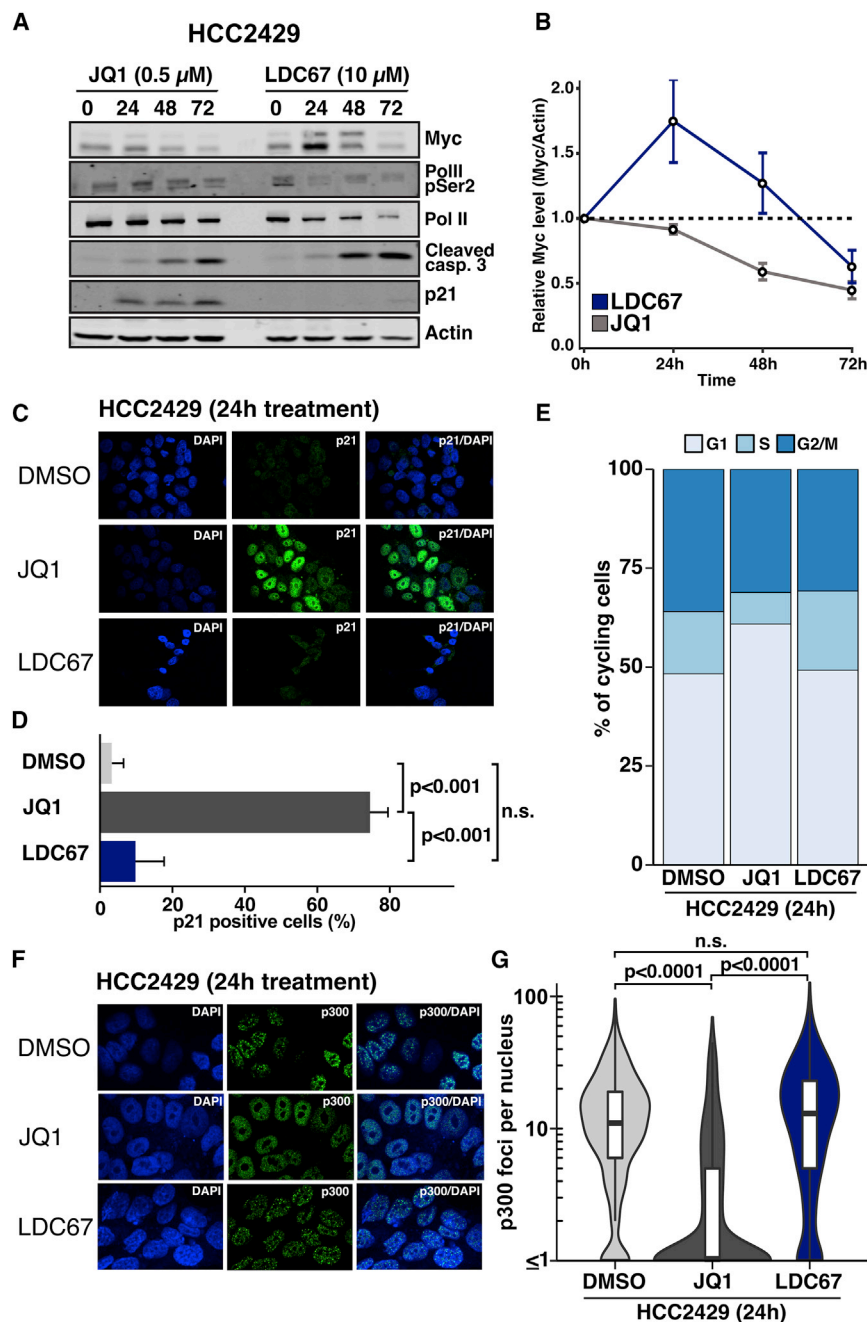 A
HCC2429
JQ1 (0.5 µM) LDC67 (10 µM)
0 24 48 72 0 24 48 72
Myc
PolII
pSer2
Pol II
Cleaved
casp. 3
p21
Actin
B
Relative Myc level (Myc/Actin)
2.0
1.5
1.0
0.5
0.0
LDC67
JQ1
0h 24h 48h 72h
Time
C
HCC2429 (24h treatment)
DMSO
DAPI p21 p21/DAPI
JQ1
DAPI p21 p21/DAPI
LDC67
DAPI p21 p21/DAPI
D
DMSO
JQ1
LDC67
p<0.001
p<0.001
n.s.
0 20 40 60 80
p21 positive cells (%)
E
G1 S G2/M
% of cycling cells
100
75
50
25
0
DMSO JQ1 LDC67
HCC2429 (24h)
F
HCC2429 (24h treatment)
DMSO
DAPI p300 p300/DAPI
JQ1
DAPI p300 p300/DAPI
LDC67
DAPI p300 p300/DAPI
G
n.s.
p<0.0001 p<0.0001
p300 foci per nucleus
100
10
≤1
DMSO JQ1 LDC67
HCC2429 (24h)